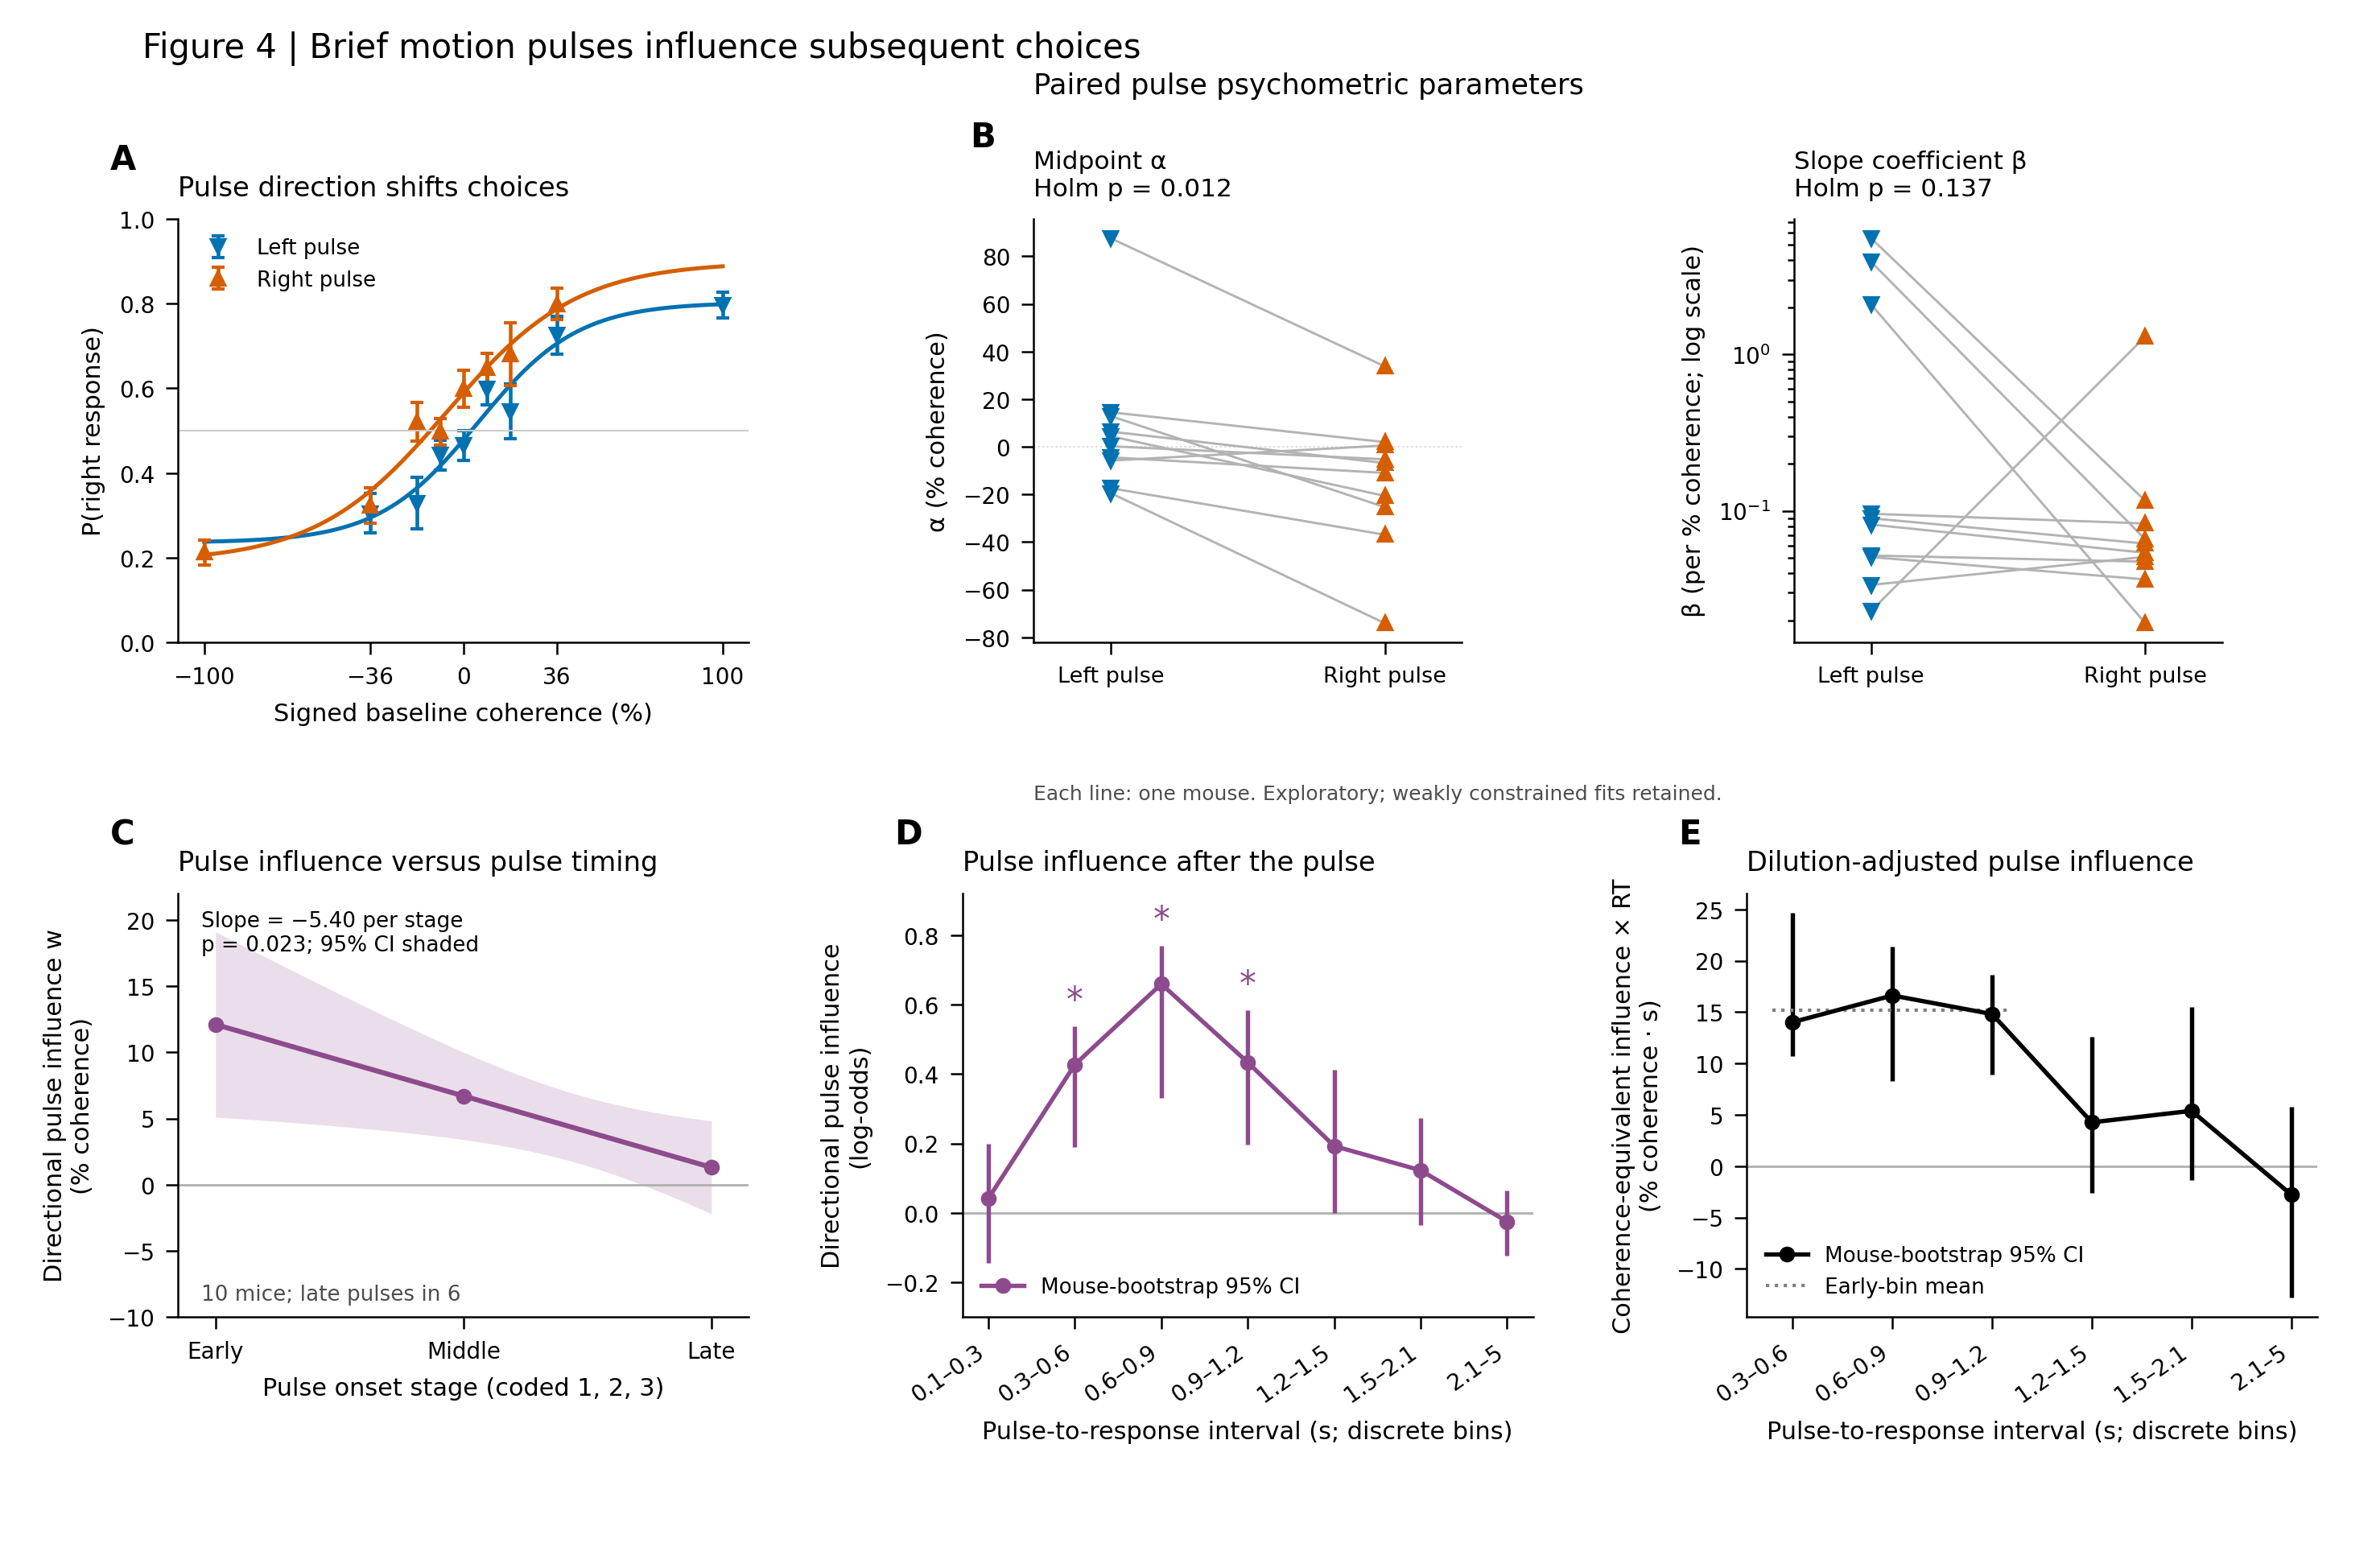 Figure 4 | Brief motion pulses influence subsequent choices
Paired pulse psychometric parameters
A
Pulse direction shifts choices
Left pulse
Right pulse
P(right response)
1.0
0.8
0.6
0.4
0.2
0.0
−100
−36
0
36
100
Signed baseline coherence (%)
B
Midpoint α
Holm p = 0.012
α (% coherence)
80
60
40
20
0
−20
−40
−60
−80
Left pulse
Right pulse
Slope coefficient β
Holm p = 0.137
β (per % coherence; log scale)
10⁰
10⁻¹
Left pulse
Right pulse
Each line: one mouse. Exploratory; weakly constrained fits retained.
C
Pulse influence versus pulse timing
Slope = −5.40 per stage
p = 0.023; 95% CI shaded
Directional pulse influence w
(% coherence)
20
15
10
5
0
−5
−10
10 mice; late pulses in 6
Early
Middle
Late
Pulse onset stage (coded 1, 2, 3)
D
Pulse influence after the pulse
*
*
*
Directional pulse influence
(log-odds)
0.8
0.6
0.4
0.2
0.0
−0.2
Mouse-bootstrap 95% CI
0.1–0.3
0.3–0.6
0.6–0.9
0.9–1.2
1.2–1.5
1.5–2.1
2.1–5
Pulse-to-response interval (s; discrete bins)
E
Dilution-adjusted pulse influence
Coherence-equivalent influence × RT
(% coherence · s)
25
20
15
10
5
0
−5
−10
Mouse-bootstrap 95% CI
Early-bin mean
0.3–0.6
0.6–0.9
0.9–1.2
1.2–1.5
1.5–2.1
2.1–5
Pulse-to-response interval (s; discrete bins)